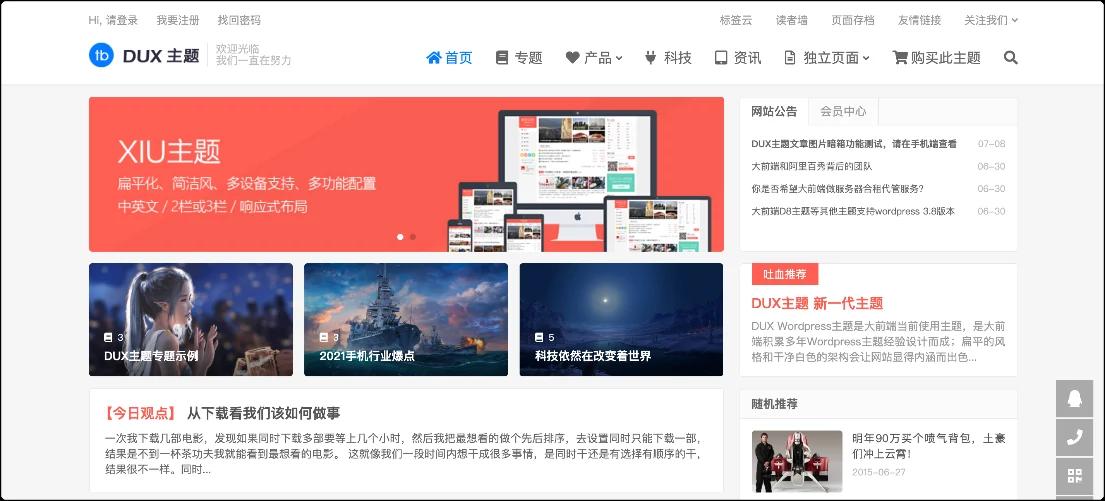 Hi, 请登录 我要注册 找回密码
标签云 读者墙 页面存档 友情链接 关注我们
tb DUX 主题
欢迎光临
我们一直在努力
首页 专题 产品 科技 资讯 独立页面 购买此主题
XIU主题
扁平化、简洁风、多设备支持、多功能配置
中英文 / 2栏或3栏 / 响应式布局
网站公告 会员中心
DUX主题文章图片暗箱功能测试，请在手机端查看 07-08
大前端和阿里百秀背后的团队 06-30
你是否希望大前端做服务器合租代管服务？ 06-30
大前端D8主题等其他主题支持wordpress 3.8版本 06-30
3
DUX主题专题示例
3
2021手机行业爆点
5
科技依然在改变着世界
吐血推荐
DUX主题 新一代主题
DUX Wordpress主题是大前端当前使用主题，是大前
端积累多年Wordpress主题经验设计而成；扁平的风
格和干净白色的架构会让网站显得内涵而出色...
【今日观点】 从下载看我们该如何做事
一次我下载几部电影，发现如果同时下载多部要等上几个小时，然后我把最想看的做个先后排序，去设置同时只能下载一部，
结果是不到一杯茶功夫我就能看到最想看的电影。 这就像我们一段时间内想干成很多事情，是同时干还是有选择有顺序的干，
结果很不一样。同时...
随机推荐
明年90万买个喷气背包，土豪
们冲上云霄！
2015-06-27